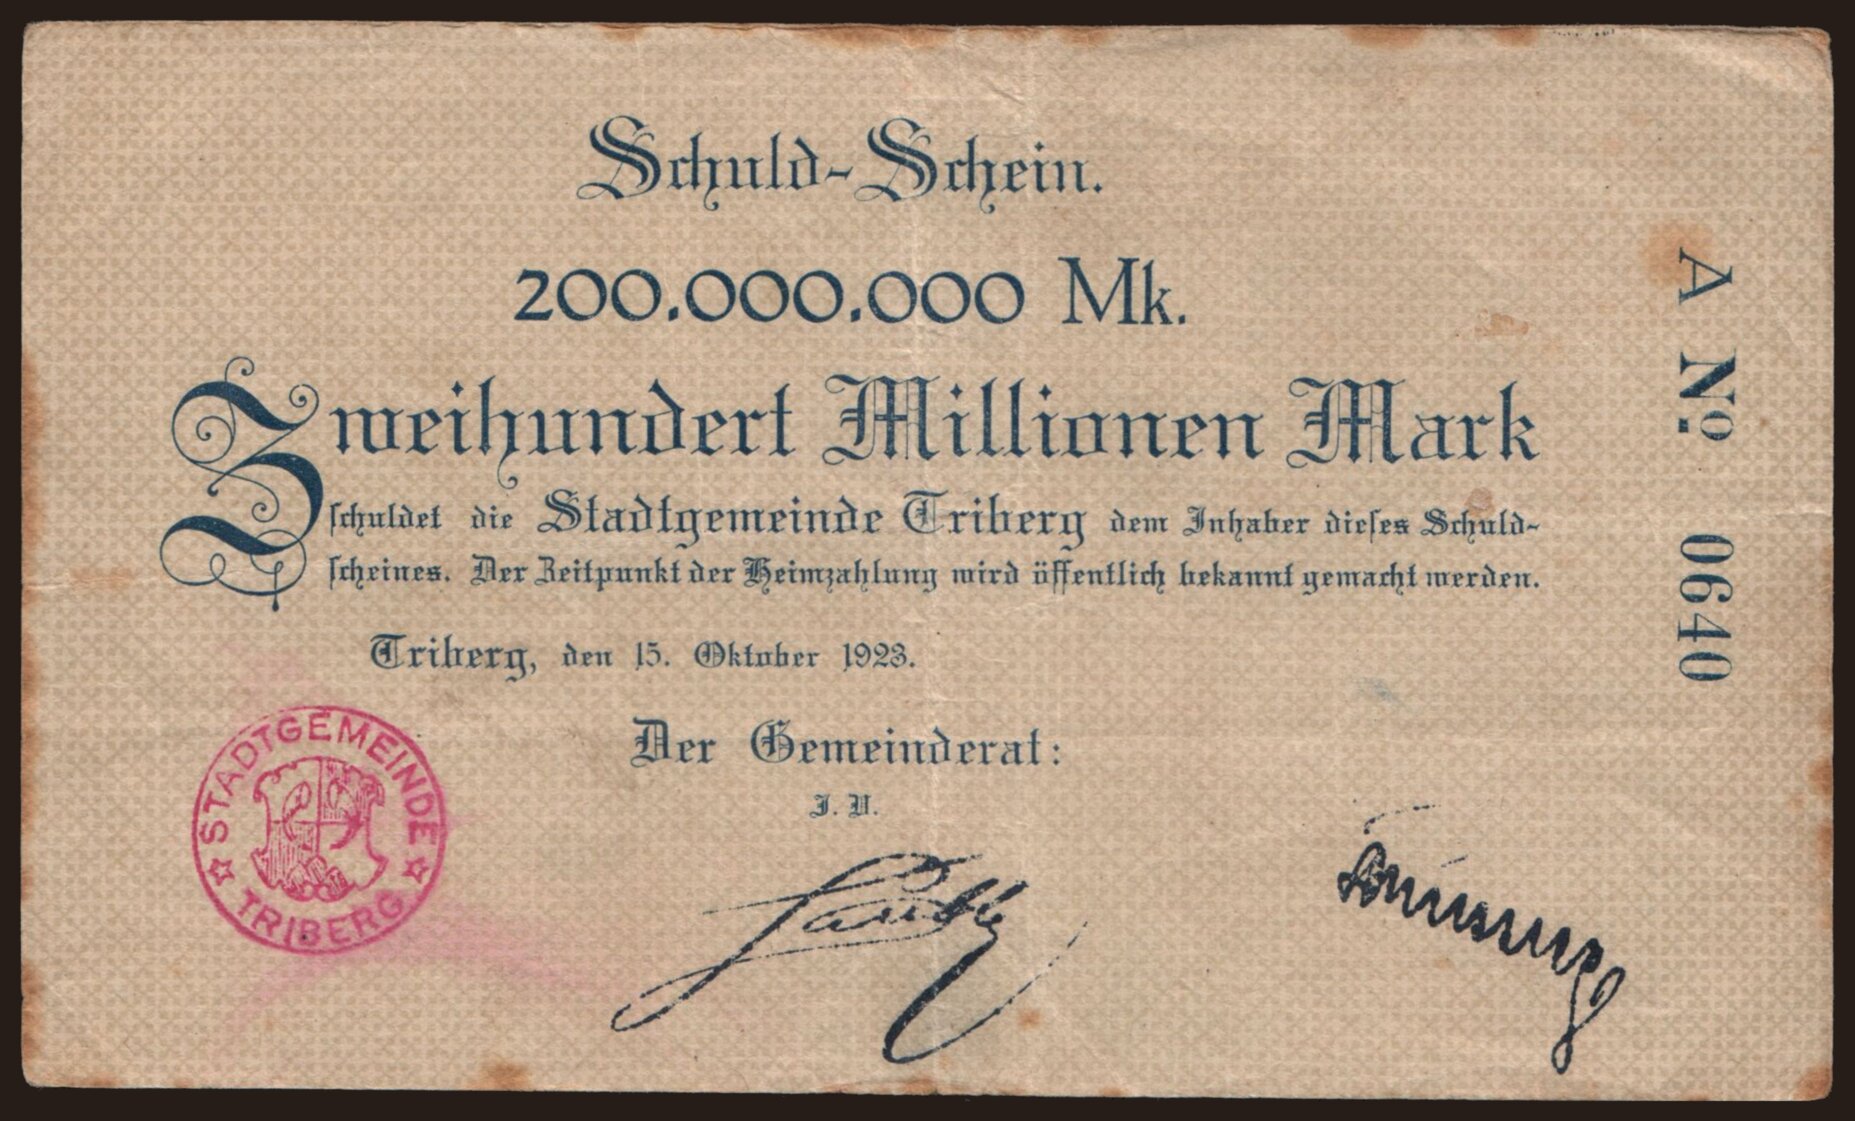 Schuld-Schein.
200.000.000 Mk.
Zweihundert Millionen Mark
schuldet die Stadtgemeinde Triberg dem Inhaber dieses Schuld-
scheines. Der Zeitpunkt der Heimzahlung wird öffentlich bekannt gemacht werden.
Triberg, den 15. Oktober 1923.
Der Gemeinderat:
I. V.
STADTGEMEINDE
TRIBERG
A No. 0640